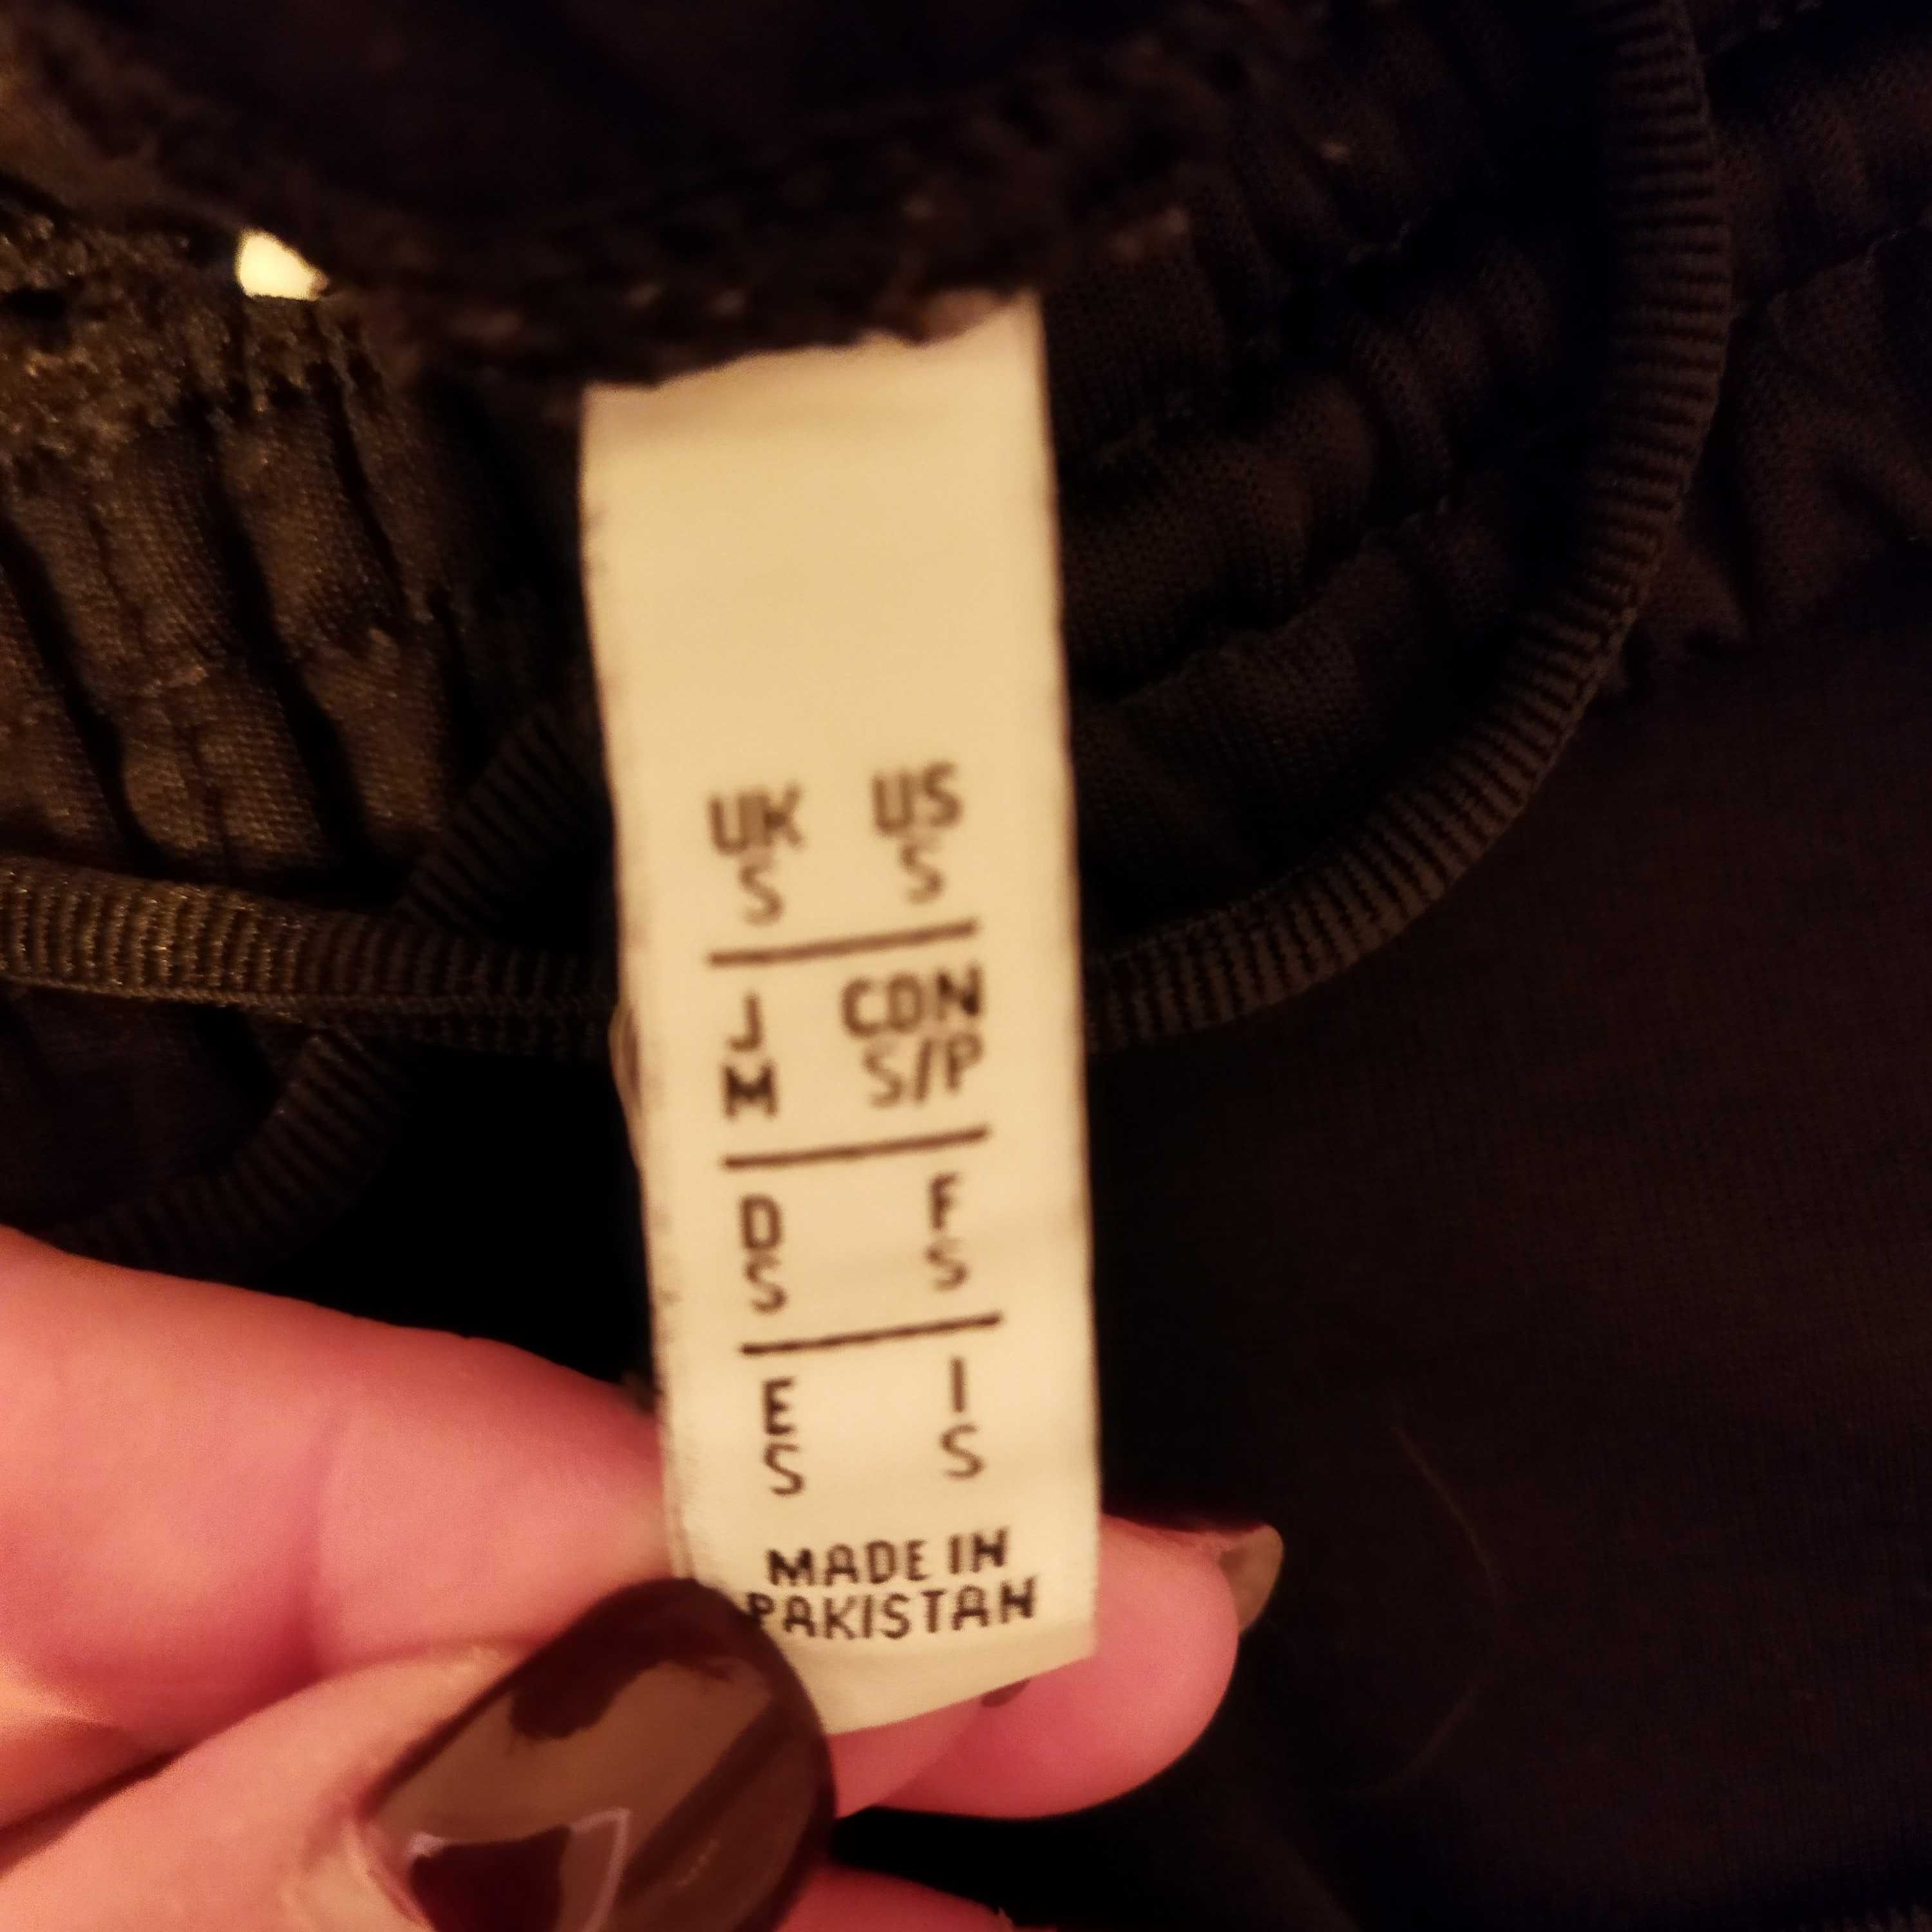 UK US
S S
J CDN
M S/P
D F
S S
E I
S S
MADE IN
PAKISTAN